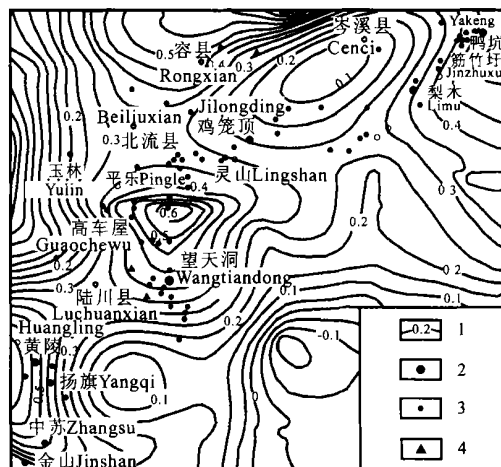 岑溪县
Cenci
Yakeng
鸭坑
筋竹圩
Jinzhuxu
容县
Rongxian
0.5
0.4
0.3
0.2
0.1
梨木
Limu
0.4
0.2
Beiljuxian
0.3
北流县
Jilongding
鸡笼顶
玉林
Yujin
平乐Pingle
0.4
灵山Lingshan
0.3
0.6
高车屋
Guaochewu
0.2
0.2
望天洞
Wangtiandong
0.1
0.1
陆川县
Luchuanxian
0.2
Huangling
黄陵
0.3
-0.1
扬旗Yangqi
0.1
0
中苏Zhangsu
金山Jinshan
0.2
1
2
3
4